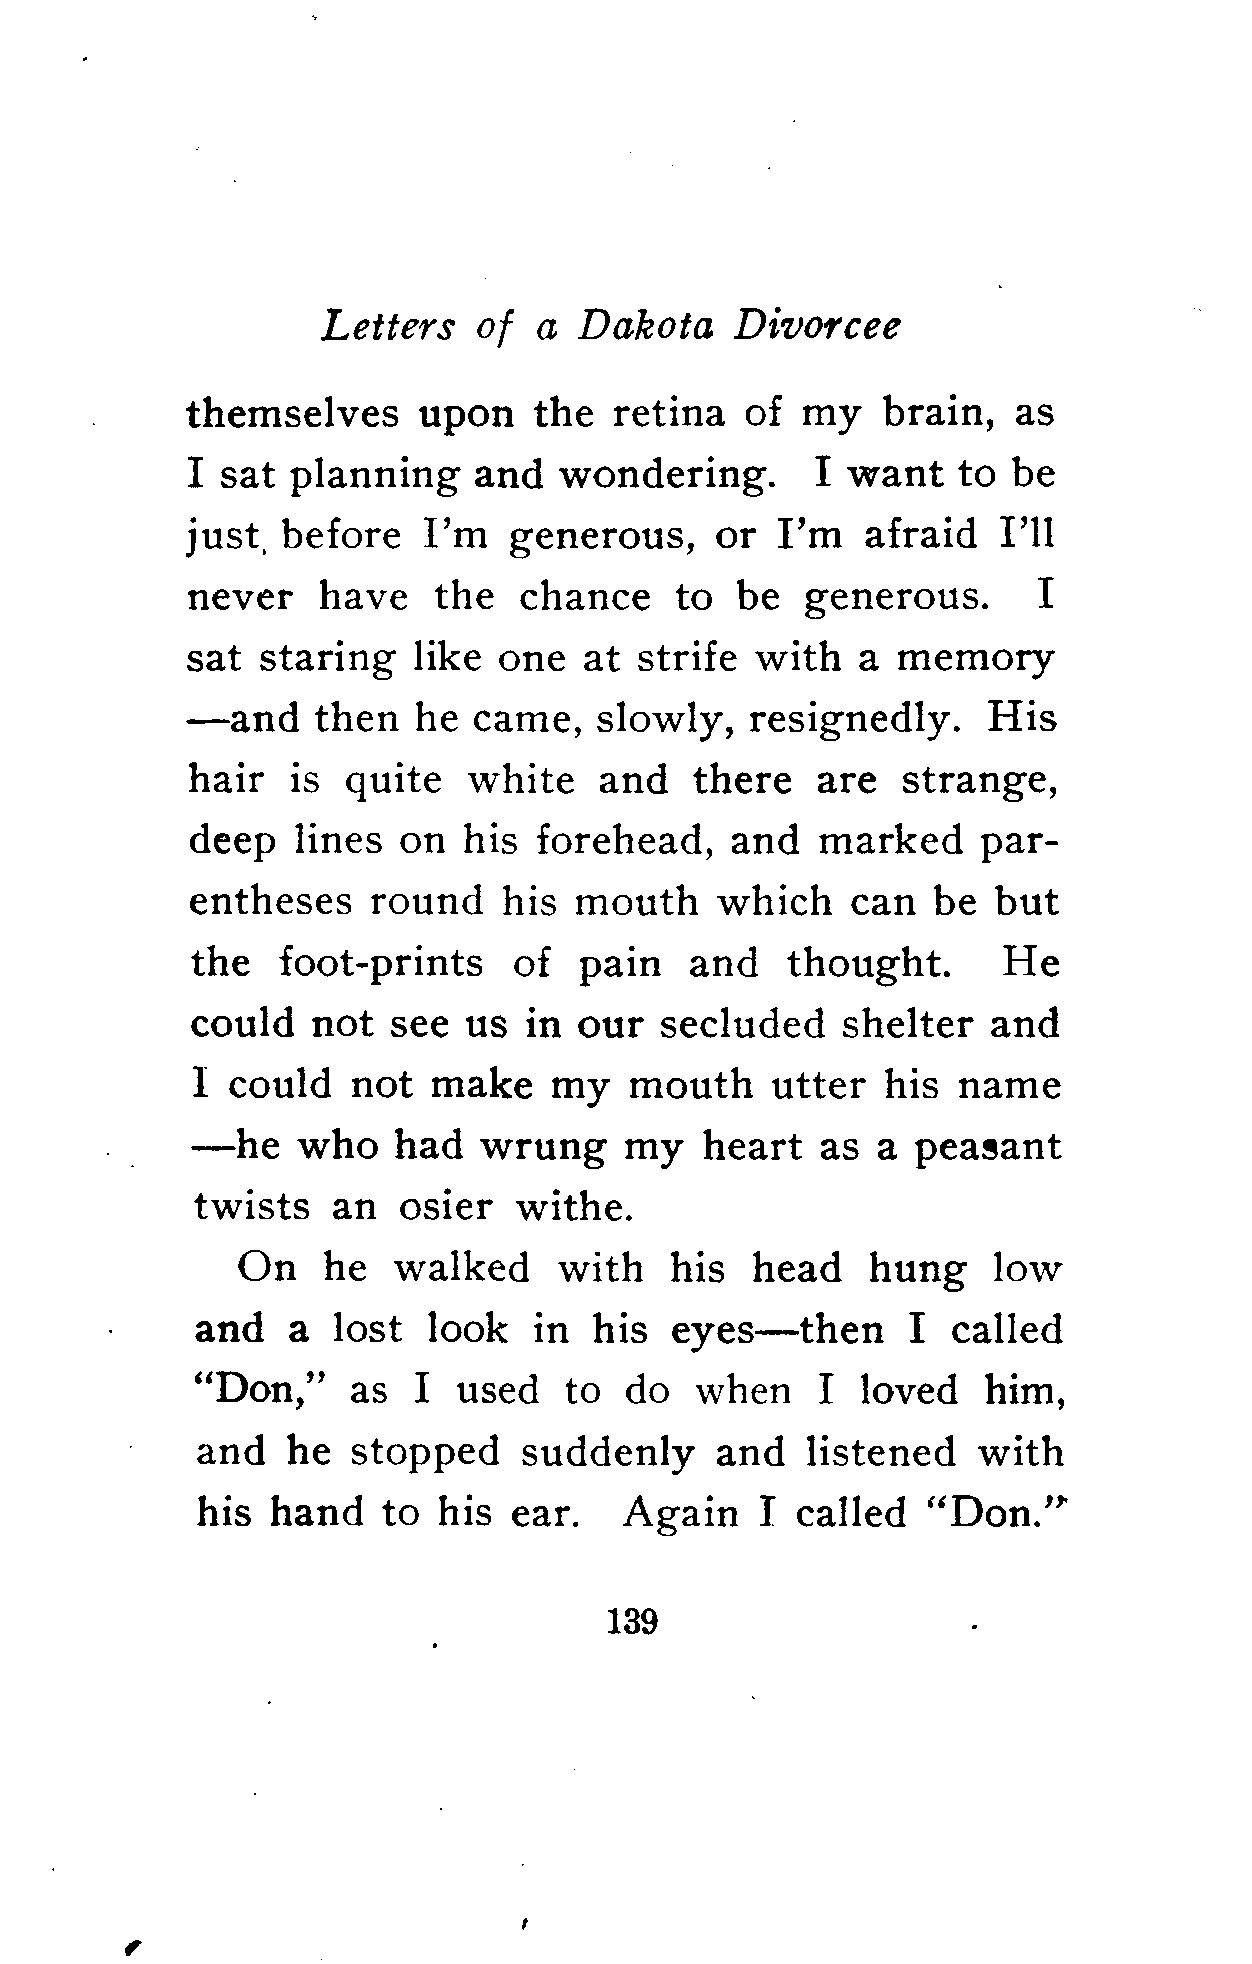 Letters of a Dakota Divorcee
themselves upon the retina of my brain, as
I sat planning and wondering. I want to be
just, before I'm generous, or I'm afraid I'll
never have the chance to be generous. I
sat staring like one at strife with a memory
—and then he came, slowly, resignedly. His
hair is quite white and there are strange,
deep lines on his forehead, and marked par-
entheses round his mouth which can be but
the foot-prints of pain and thought. He
could not see us in our secluded shelter and
I could not make my mouth utter his name
—he who had wrung my heart as a peasant
twists an osier withe.
On he walked with his head hung low
and a lost look in his eyes—then I called
"Don," as I used to do when I loved him,
and he stopped suddenly and listened with
his hand to his ear. Again I called "Don."
139